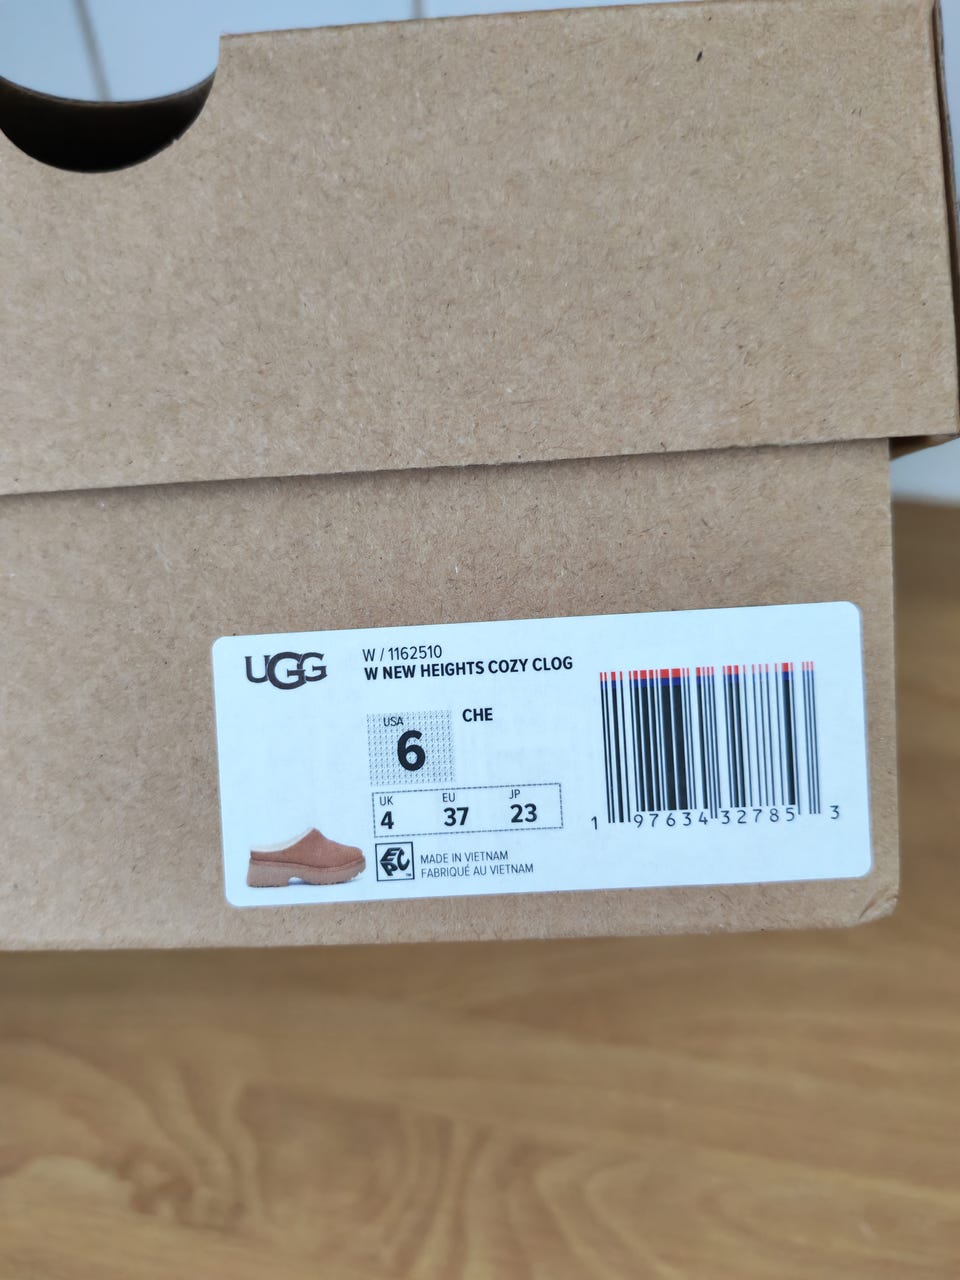 UGG
W / 1162510
W NEW HEIGHTS COZY CLOG
USA
6
CHE
UK EU JP
4 37 23
EPC™
MADE IN VIETNAM
FABRIQUÉ AU VIETNAM
1 97634 32785 3